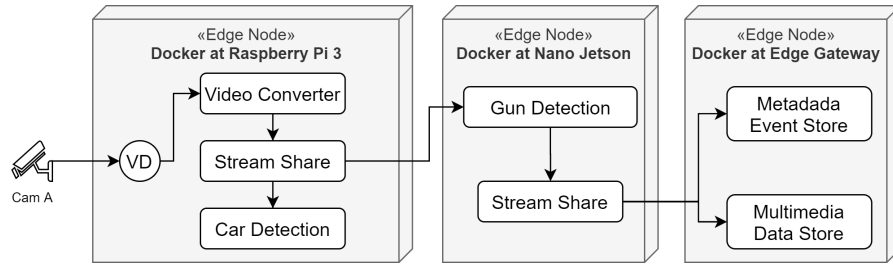 «Edge Node»
Docker at Raspberry Pi 3
Video Converter
VD
Stream Share
Car Detection
Cam A
«Edge Node»
Docker at Nano Jetson
Gun Detection
Stream Share
«Edge Node»
Docker at Edge Gateway
Metadada
Event Store
Multimedia
Data Store